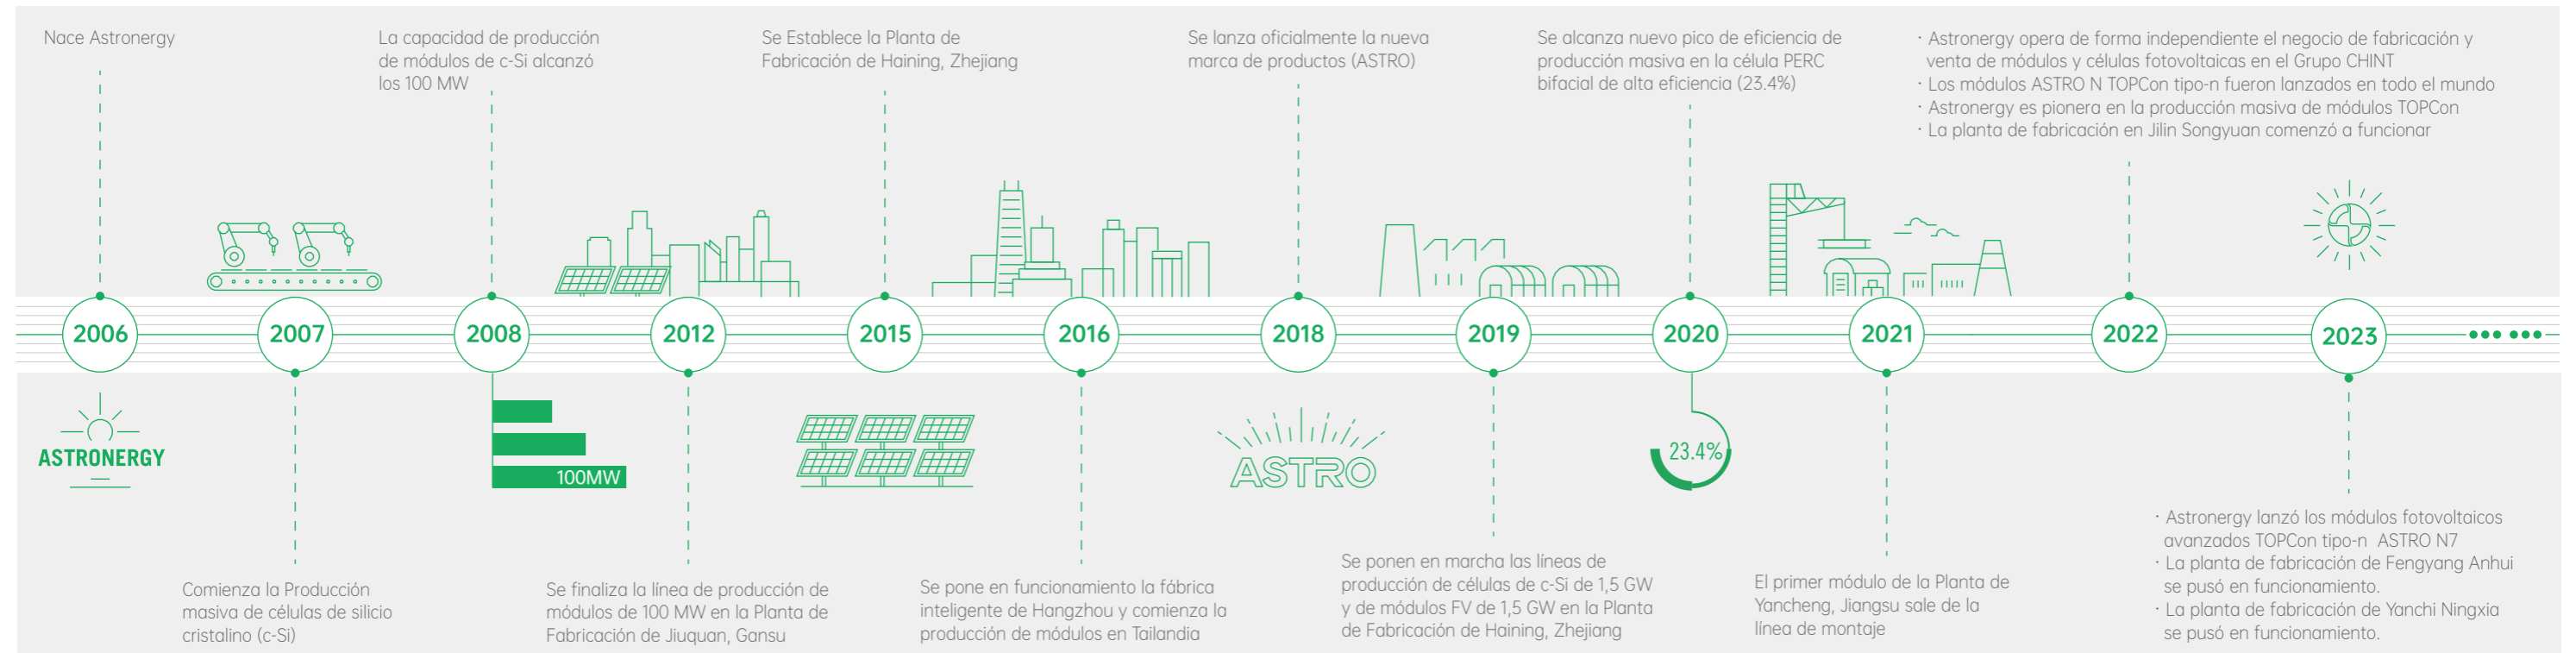 Nace Astronergy
La capacidad de producción
de módulos de c-Si alcanzó
los 100 MW
Se Establece la Planta de
Fabricación de Haining, Zhejiang
Se lanza oficialmente la nueva
marca de productos (ASTRO)
Se alcanza nuevo pico de eficiencia de
producción masiva en la célula PERC
bifacial de alta eficiencia (23.4%)
· Astronergy opera de forma independiente el negocio de fabricación y
venta de módulos y células fotovoltaicas en el Grupo CHINT
· Los módulos ASTRO N TOPCon tipo-n fueron lanzados en todo el mundo
· Astronergy es pionera en la producción masiva de módulos TOPCon
· La planta de fabricación en Jilin Songyuan comenzó a funcionar
2006
2007
2008
2012
2015
2016
2018
2019
2020
2021
2022
2023
ASTRONERGY
100MW
ASTRO
23.4%
Comienza la Producción
masiva de células de silicio
cristalino (c-Si)
Se finaliza la línea de producción de
módulos de 100 MW en la Planta de
Fabricación de Jiuquan, Gansu
Se pone en funcionamiento la fábrica
inteligente de Hangzhou y comienza la
producción de módulos en Tailandia
Se ponen en marcha las líneas de
producción de células de c-Si de 1,5 GW
y de módulos FV de 1,5 GW en la Planta
de Fabricación de Haining, Zhejiang
El primer módulo de la Planta de
Yancheng, Jiangsu sale de la
línea de montaje
· Astronergy lanzó los módulos fotovoltaicos
avanzados TOPCon tipo-n ASTRO N7
· La planta de fabricación de Fengyang Anhui
se pusó en funcionamiento.
· La planta de fabricación de Yanchi Ningxia
se pusó en funcionamiento.